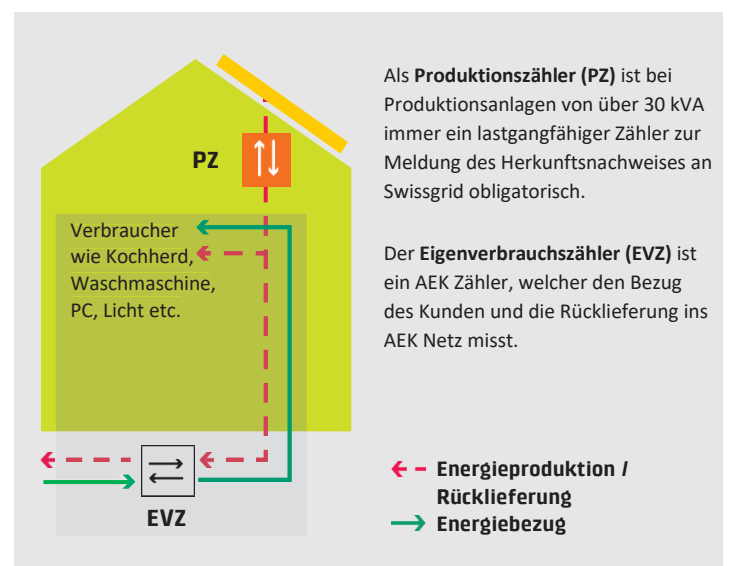 PZ
Verbraucher
wie Kochherd,
Waschmaschine,
PC, Licht etc.
EVZ
Als Produktionszähler (PZ) ist bei
Produktionsanlagen von über 30 kVA
immer ein lastgangfähiger Zähler zur
Meldung des Herkunftsnachweises an
Swissgrid obligatorisch.
Der Eigenverbrauchszähler (EVZ) ist
ein AEK Zähler, welcher den Bezug
des Kunden und die Rücklieferung ins
AEK Netz misst.
Energieproduktion /
Rücklieferung
Energiebezug